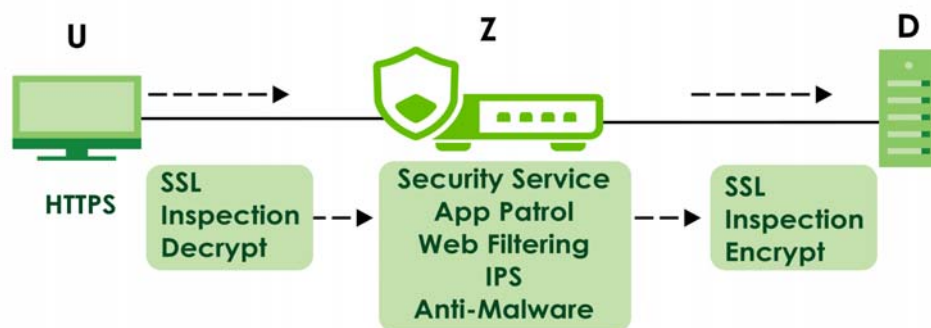 U
Z
D
HTTPS
SSL
Inspection
Decrypt
Security Service
App Patrol
Web Filtering
IPS
Anti-Malware
SSL
Inspection
Encrypt